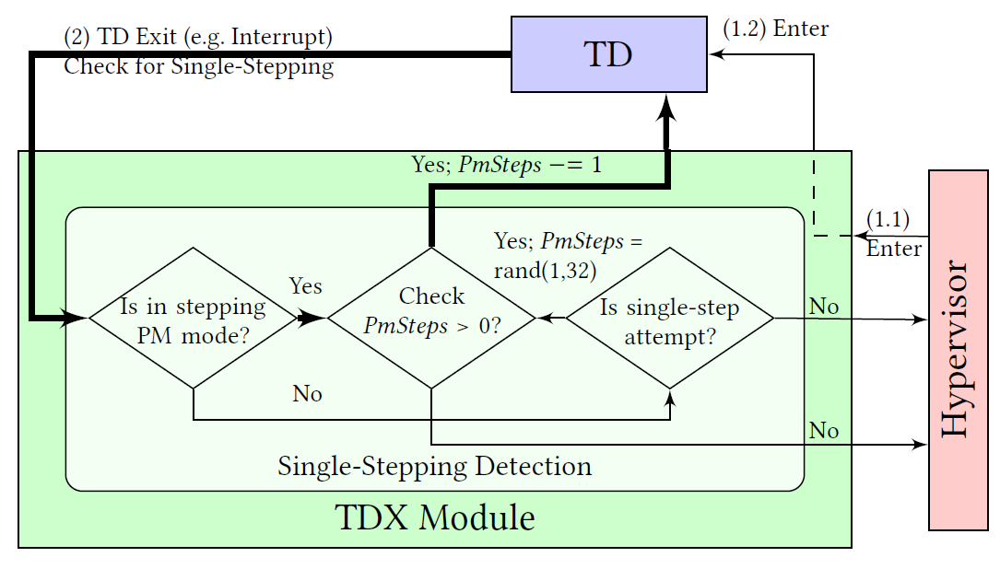 (2) TD Exit (e.g. Interrupt)
Check for Single-Stepping
TD
(1.2) Enter
Yes; PmSteps −= 1
(1.1)
Enter
Yes; PmSteps =
rand(1,32)
Is in stepping
PM mode?
Yes
Check
PmSteps > 0?
Is single-step
attempt?
No
No
No
Single-Stepping Detection
TDX Module
Hypervisor